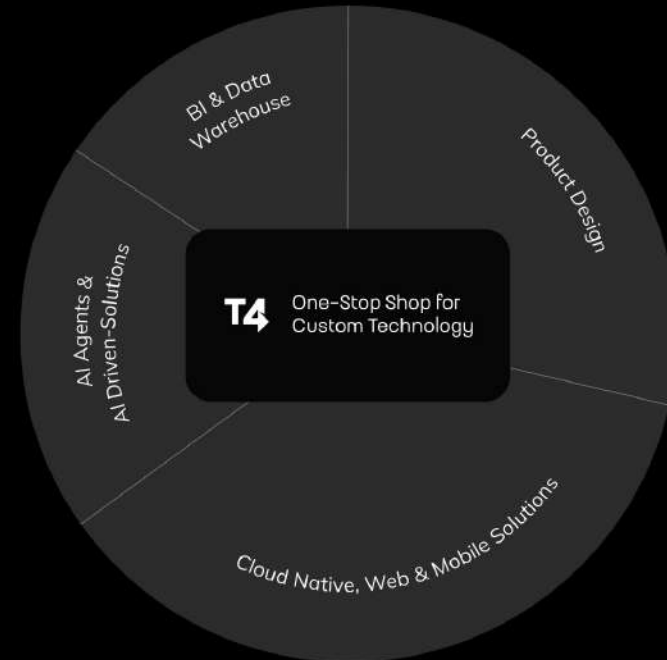 BI & Data
Warehouse
Product Design
AI Agents &
AI Driven-Solutions
T4
One-Stop Shop for
Custom Technology
Cloud Native, Web & Mobile Solutions